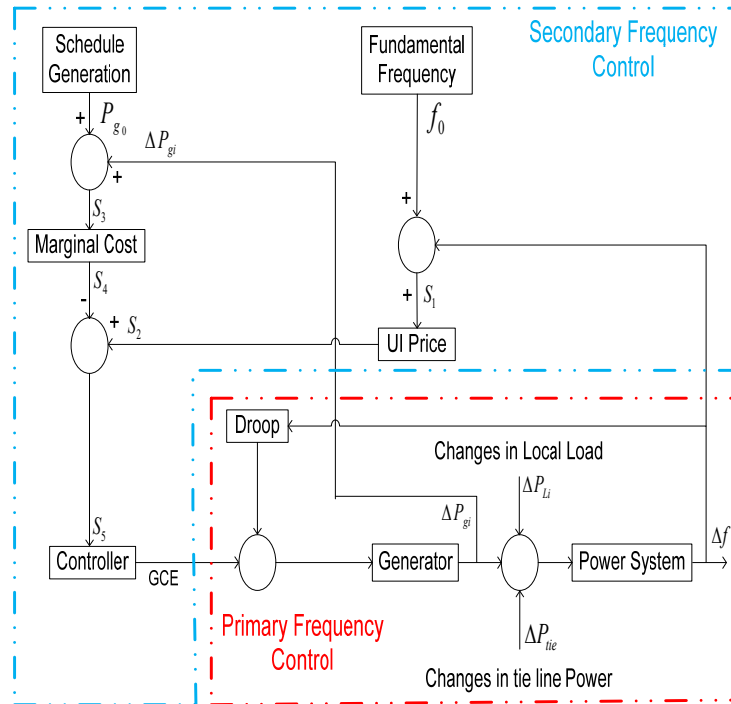 Schedule
Generation
Fundamental
Frequency
Secondary Frequency
Control
+
P_{g_0}
ΔP_{gi}
f_0
+
+
S_3
Marginal Cost
S_4
-
+
S_1
+
S_2
UI Price
Droop
Changes in Local Load
ΔP_{Li}
ΔP_{gi}
S_5
Δf
Controller
GCE
Generator
Power System
Primary Frequency
Control
ΔP_{tie}
Changes in tie line Power